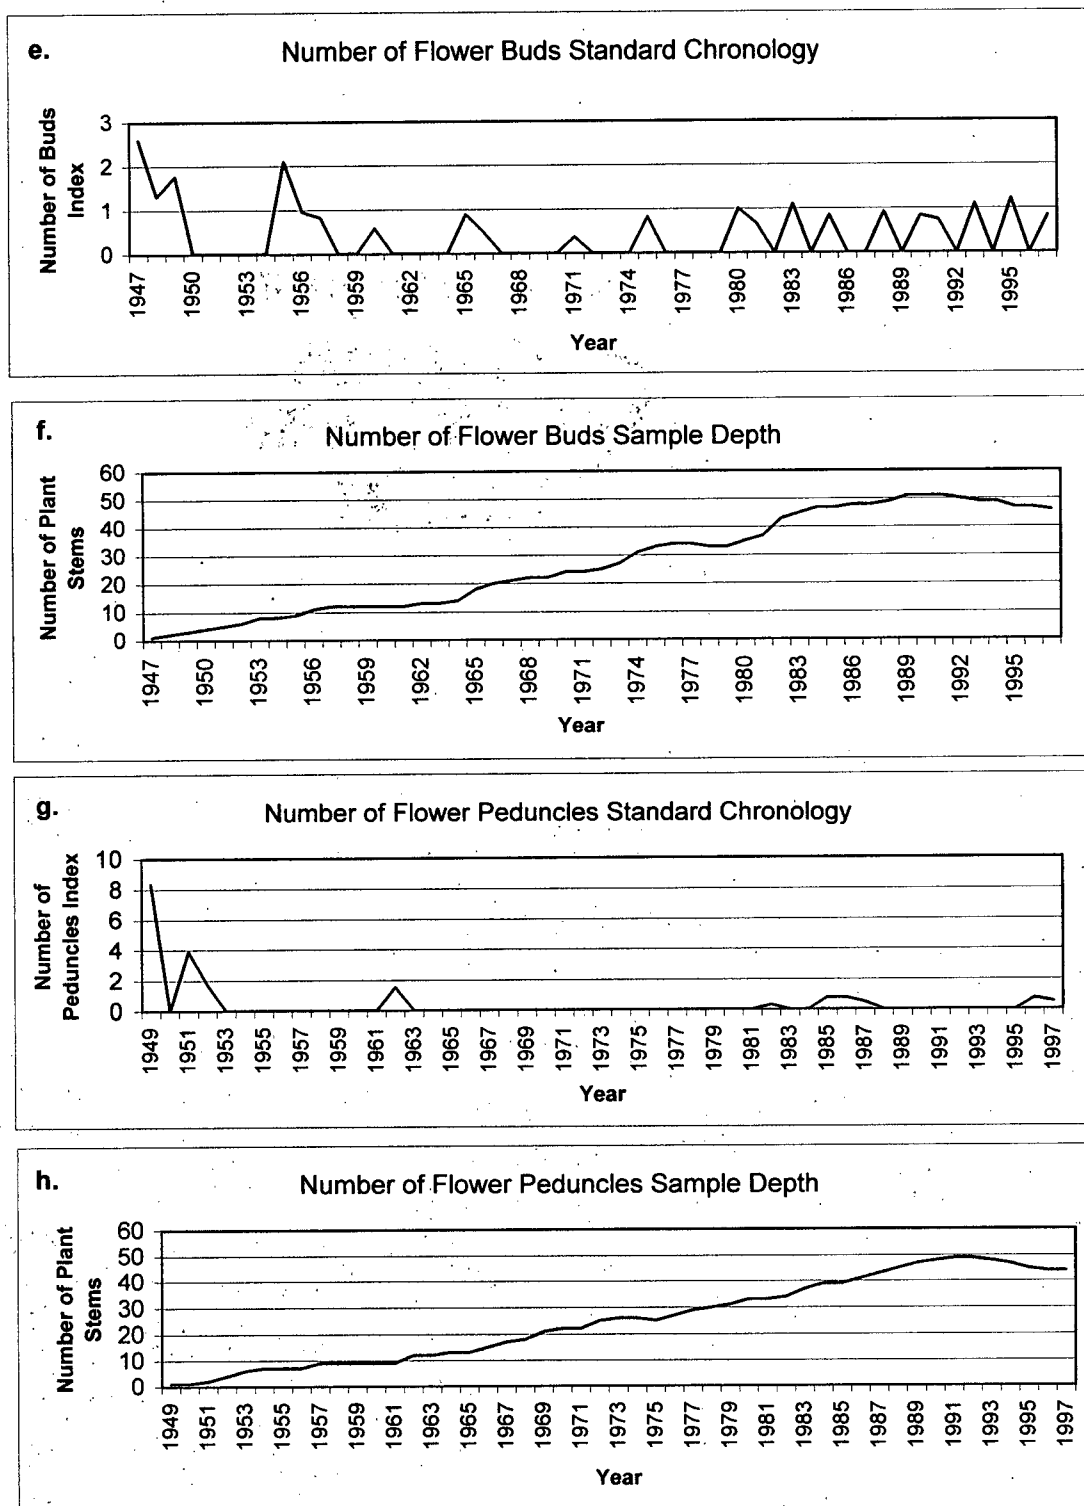 e.
Number of Flower Buds Standard Chronology
Number of Buds
Index
3
2
1
0
1947 1950 1953 1956 1959 1962 1965 1968 1971 1974 1977 1980 1983 1986 1989 1992 1995
Year
f.
Number of Flower Buds Sample Depth
Number of Plant
Stems
60
50
40
30
20
10
0
1947 1950 1953 1956 1959 1962 1965 1968 1971 1974 1977 1980 1983 1986 1989 1992 1995
Year
g.
Number of Flower Peduncles Standard Chronology
Number of
Peduncles Index
10
8
6
4
2
0
1949 1951 1953 1955 1957 1959 1961 1963 1965 1967 1969 1971 1973 1975 1977 1979 1981 1983 1985 1987 1989 1991 1993 1995 1997
Year
h.
Number of Flower Peduncles Sample Depth
Number of Plant
Stems
60
50
40
30
20
10
0
1949 1951 1953 1955 1957 1959 1961 1963 1965 1967 1969 1971 1973 1975 1977 1979 1981 1983 1985 1987 1989 1991 1993 1995 1997
Year